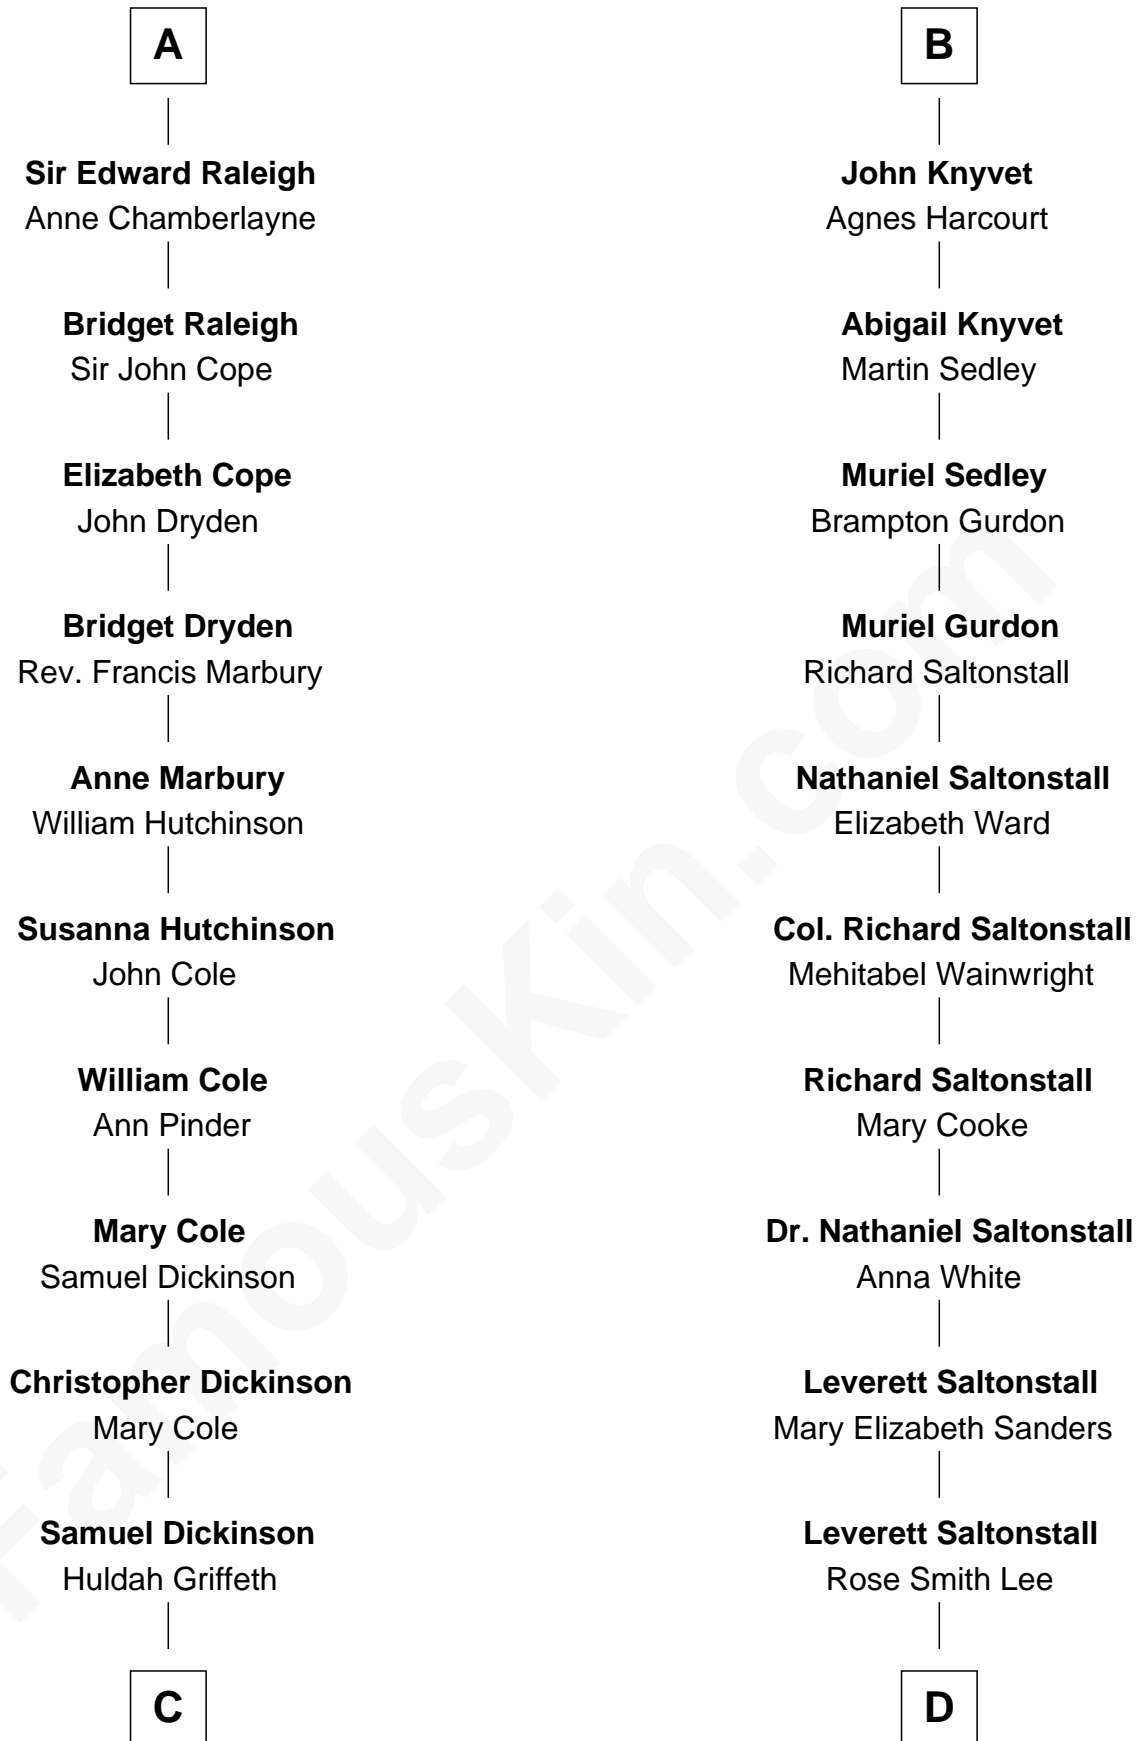 A
Sir Edward Raleigh
Anne Chamberlayne
Bridget Raleigh
Sir John Cope
Elizabeth Cope
John Dryden
Bridget Dryden
Rev. Francis Marbury
Anne Marbury
William Hutchinson
Susanna Hutchinson
John Cole
William Cole
Ann Pinder
Mary Cole
Samuel Dickinson
Christopher Dickinson
Mary Cole
Samuel Dickinson
Huldah Griffeth
C
B
John Knyvet
Agnes Harcourt
Abigail Knyvet
Martin Sedley
Muriel Sedley
Brampton Gurdon
Muriel Gurdon
Richard Saltonstall
Nathaniel Saltonstall
Elizabeth Ward
Col. Richard Saltonstall
Mehitabel Wainwright
Richard Saltonstall
Mary Cooke
Dr. Nathaniel Saltonstall
Anna White
Leverett Saltonstall
Mary Elizabeth Sanders
Leverett Saltonstall
Rose Smith Lee
D
FamousKin.com